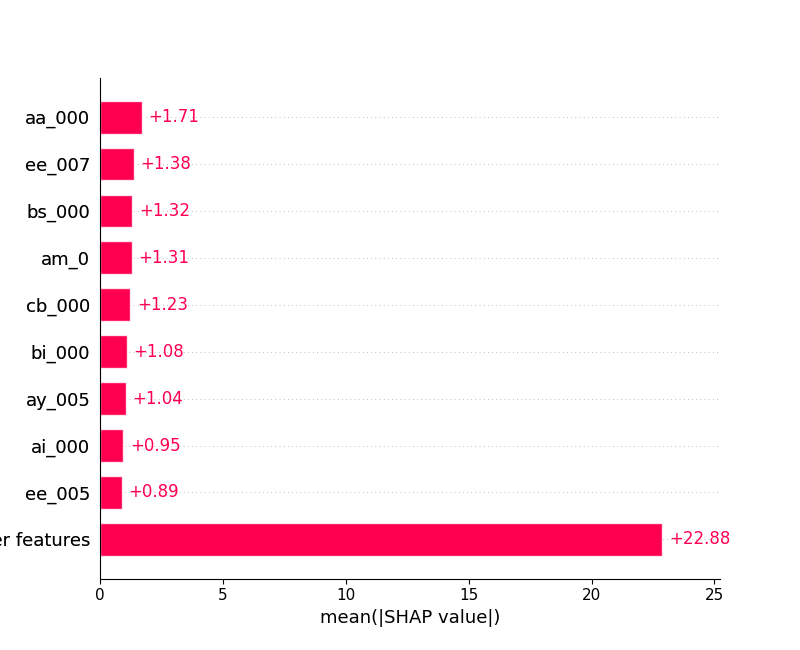 aa_000 +1.71
ee_007 +1.38
bs_000 +1.32
am_0 +1.31
cb_000 +1.23
bi_000 +1.08
ay_005 +1.04
ai_000 +0.95
ee_005 +0.89
features +22.88
0 5 10 15 20 25
mean(|SHAP value|)